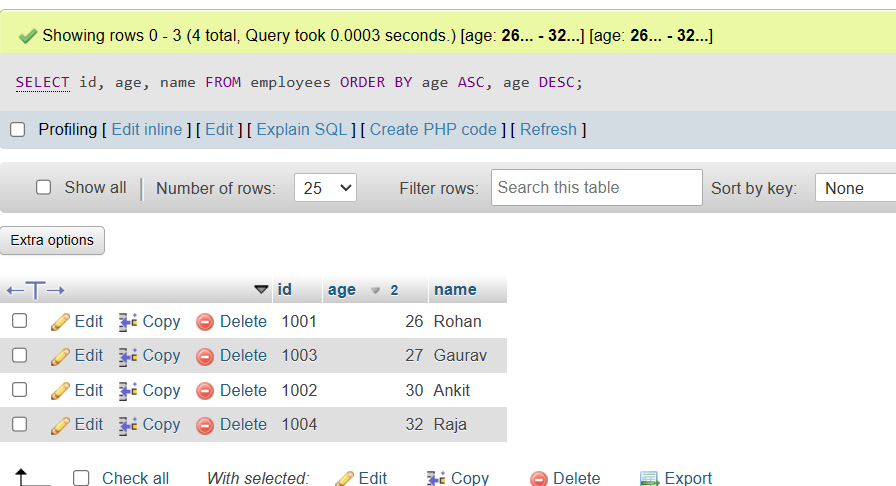 Showing rows 0 - 3 (4 total, Query took 0.0003 seconds.) [age: 26... - 32...] [age: 26... - 32...]
SELECT id, age, name FROM employees ORDER BY age ASC, age DESC;
Profiling [ Edit inline ] [ Edit ] [ Explain SQL ] [ Create PHP code ] [ Refresh ]
Show all Number of rows: 25 Filter rows: Search this table Sort by key: None
Extra options
id age 2 name
Edit Copy Delete 1001 26 Rohan
Edit Copy Delete 1003 27 Gaurav
Edit Copy Delete 1002 30 Ankit
Edit Copy Delete 1004 32 Raja
Check all With selected: Edit Copy Delete Export